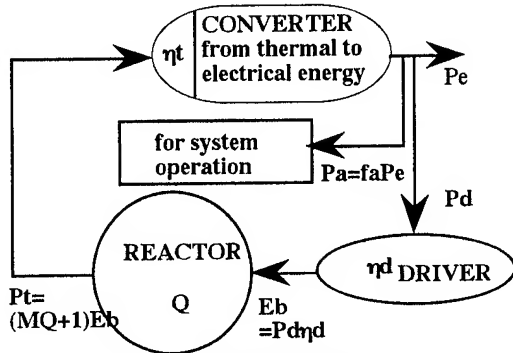 ηt
CONVERTER
from thermal to
electrical energy
Pe
for system
operation
Pa=faPe
Pd
REACTOR
Q
ηd DRIVER
Pt=
(MQ+1)Eb
Eb
=Pdηd